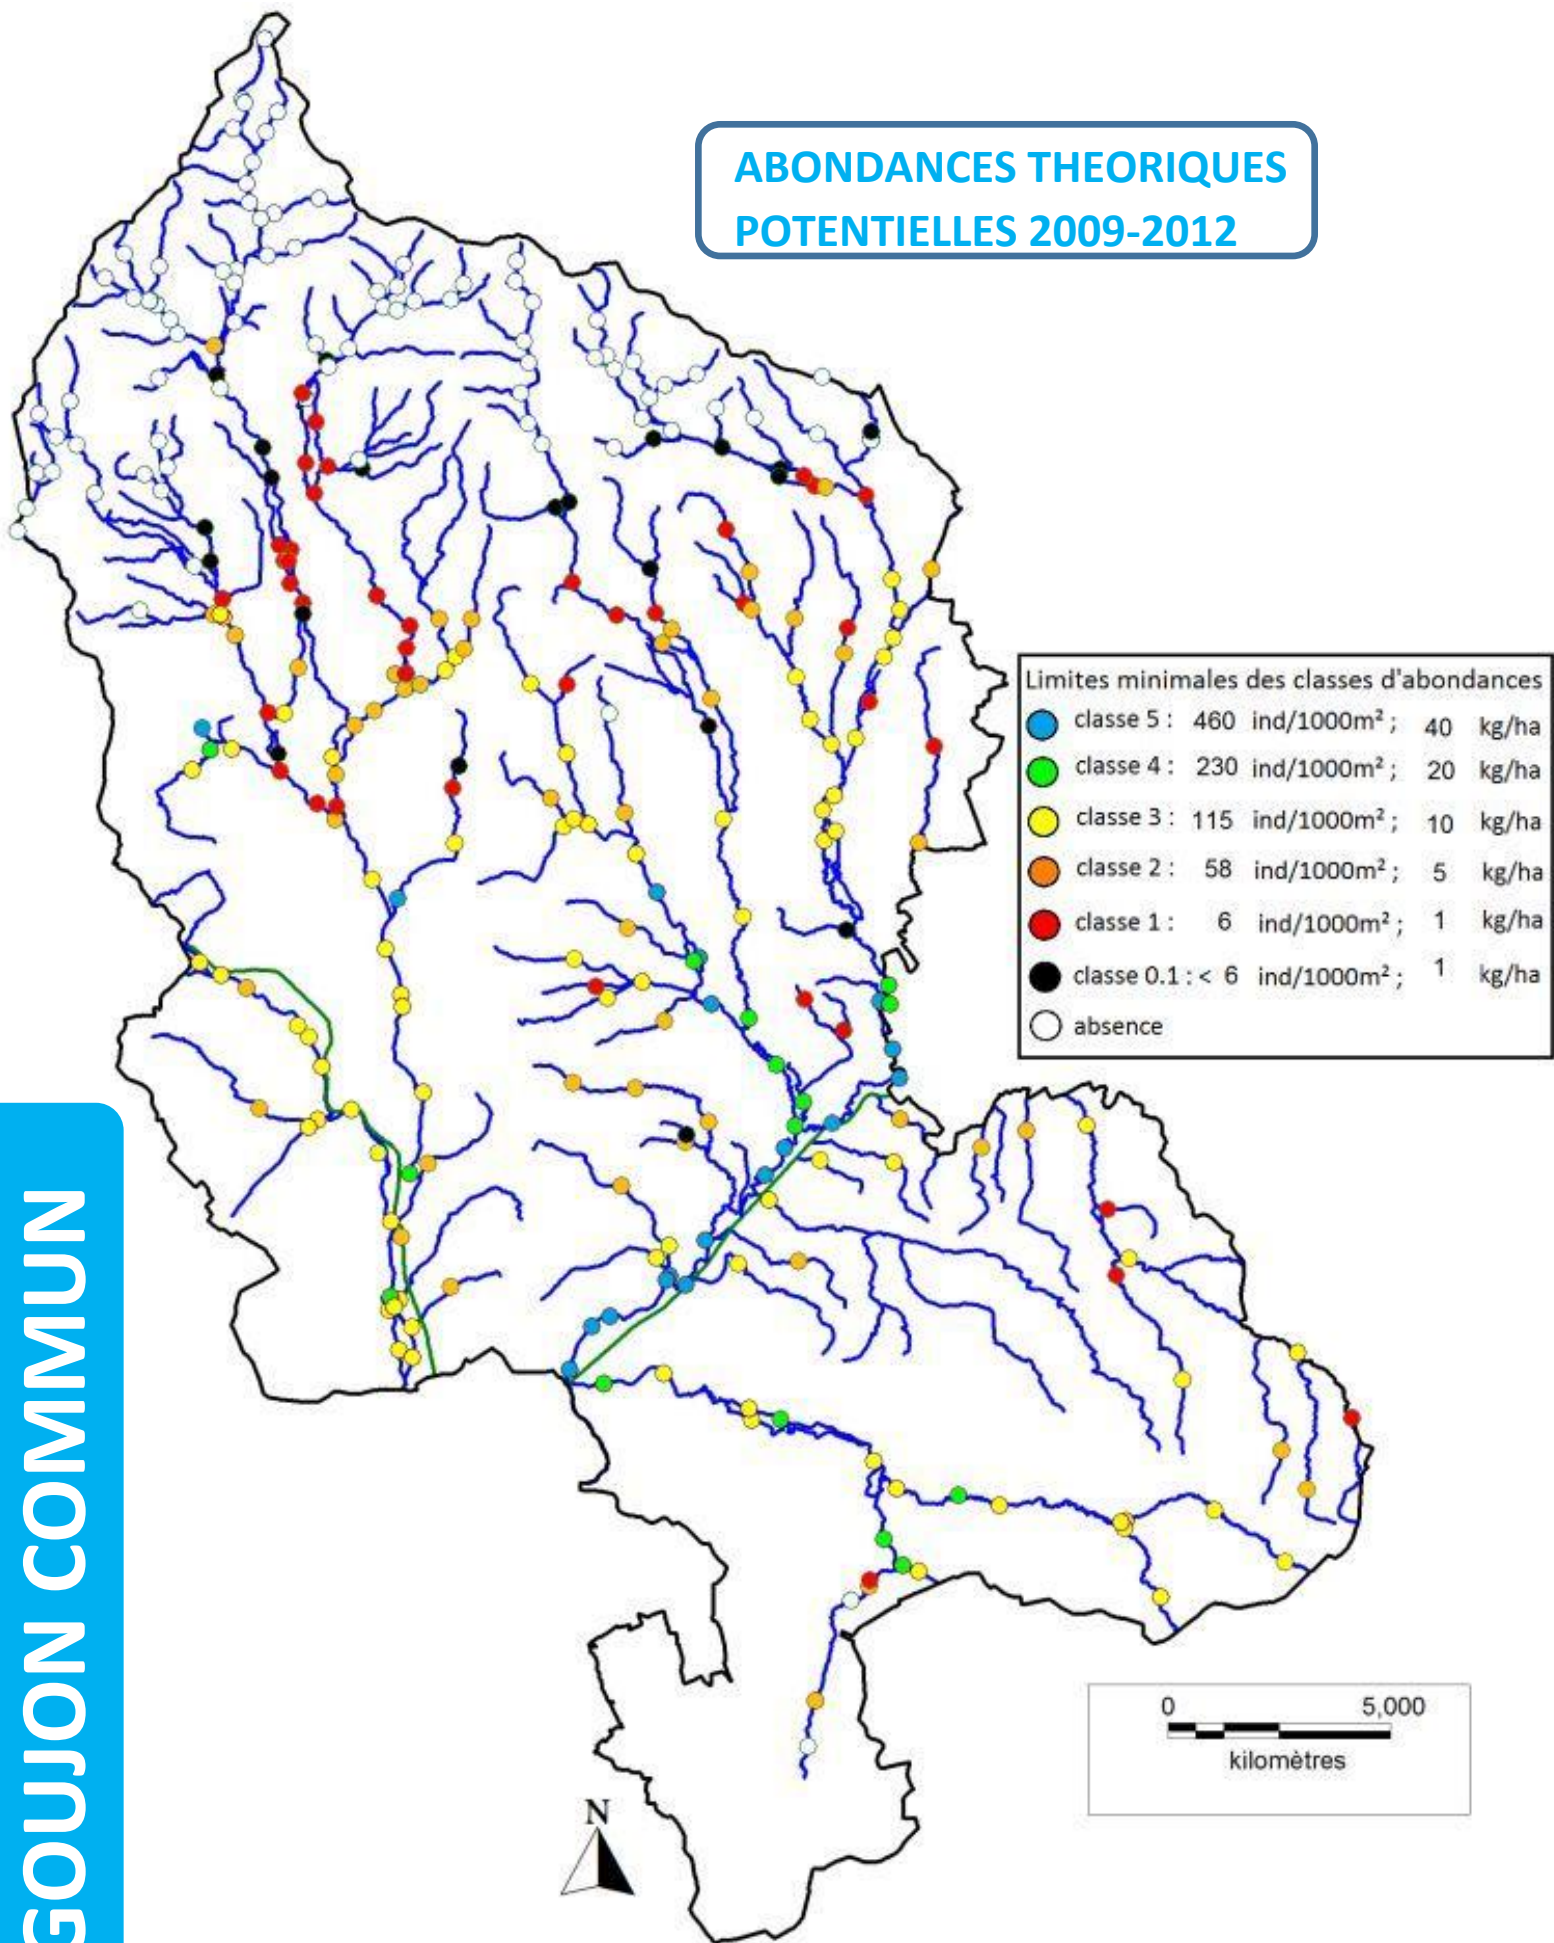 ABONDANCES THEORIQUES
POTENTIELLES 2009-2012
Limites minimales des classes d'abondances
classe 5 : 460 ind/1000m² ; 40 kg/ha
classe 4 : 230 ind/1000m² ; 20 kg/ha
classe 3 : 115 ind/1000m² ; 10 kg/ha
classe 2 : 58 ind/1000m² ; 5 kg/ha
classe 1 : 6 ind/1000m² ; 1 kg/ha
classe 0.1 : < 6 ind/1000m² ; 1 kg/ha
absence
GOUJON COMMUN
0 5,000
kilomètres
N